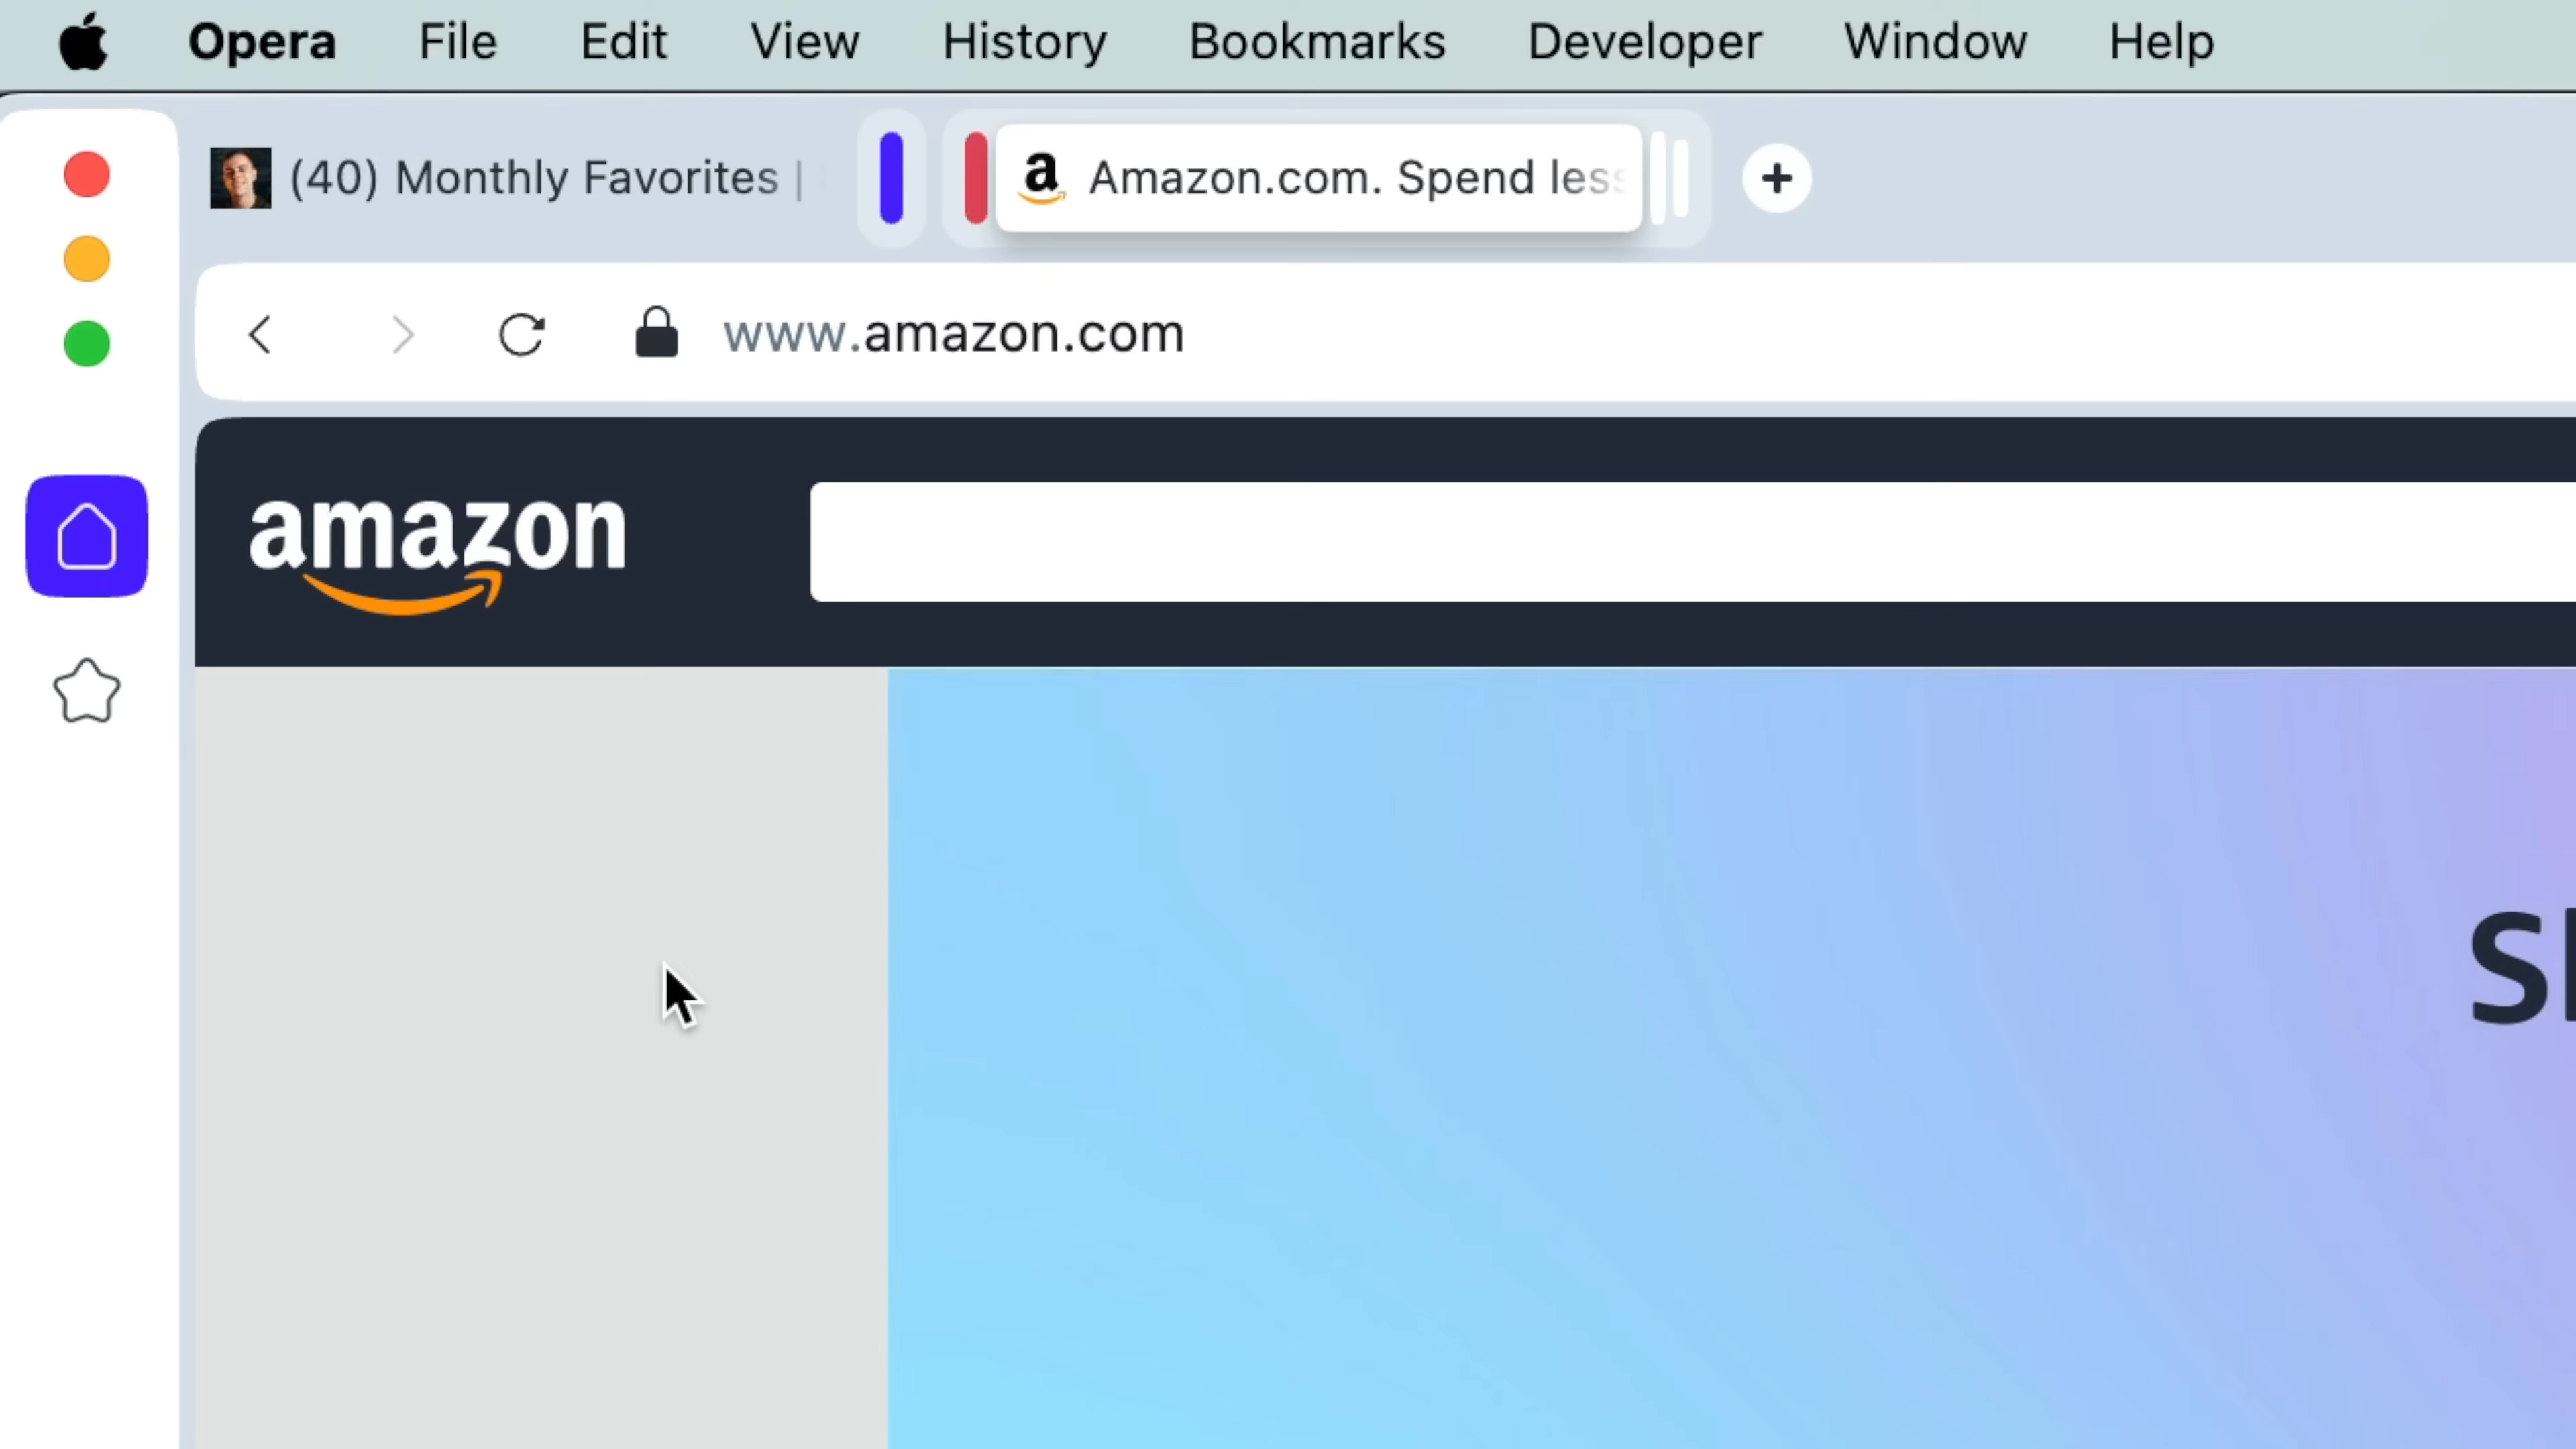 Opera File Edit View History Bookmarks Developer Window Help
(40) Monthly Favorites |
a Amazon.com. Spend less
www.amazon.com
amazon